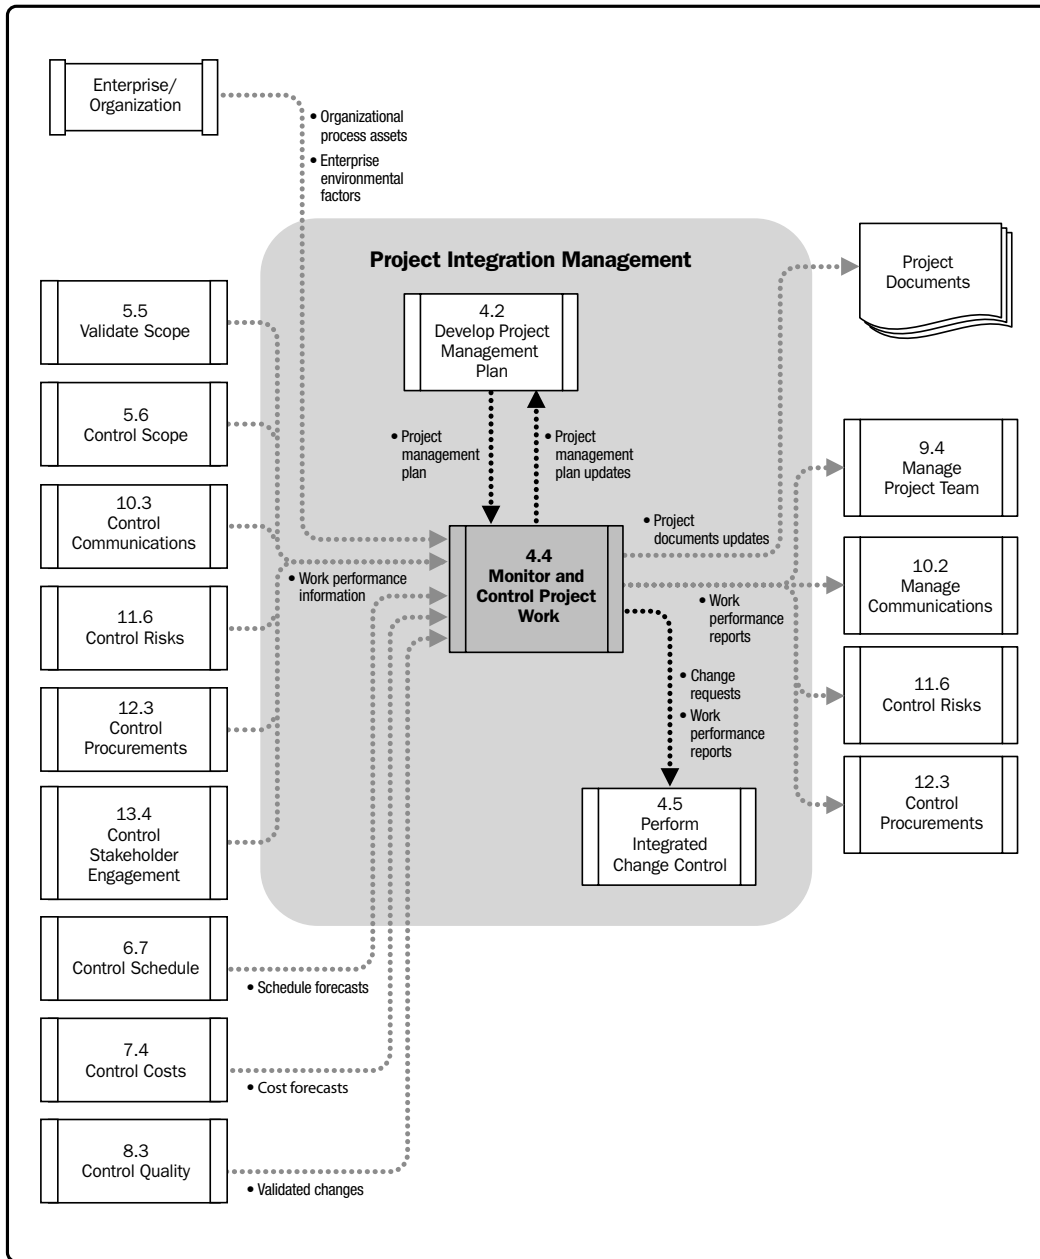 Enterprise/
Organization
• Organizational
process assets
• Enterprise
environmental
factors
Project Integration Management
Project
Documents
5.5
Validate Scope
4.2
Develop Project
Management
Plan
5.6
Control Scope
• Project
management
plan
• Project
management
plan updates
9.4
Manage
Project Team
10.3
Control
Communications
• Work performance
information
4.4
Monitor and
Control Project
Work
• Project
documents updates
10.2
Manage
Communications
• Work
performance
reports
11.6
Control Risks
• Change
requests
• Work
performance
reports
11.6
Control Risks
12.3
Control
Procurements
4.5
Perform
Integrated
Change Control
12.3
Control
Procurements
13.4
Control
Stakeholder
Engagement
6.7
Control Schedule
• Schedule forecasts
7.4
Control Costs
• Cost forecasts
8.3
Control Quality
• Validated changes